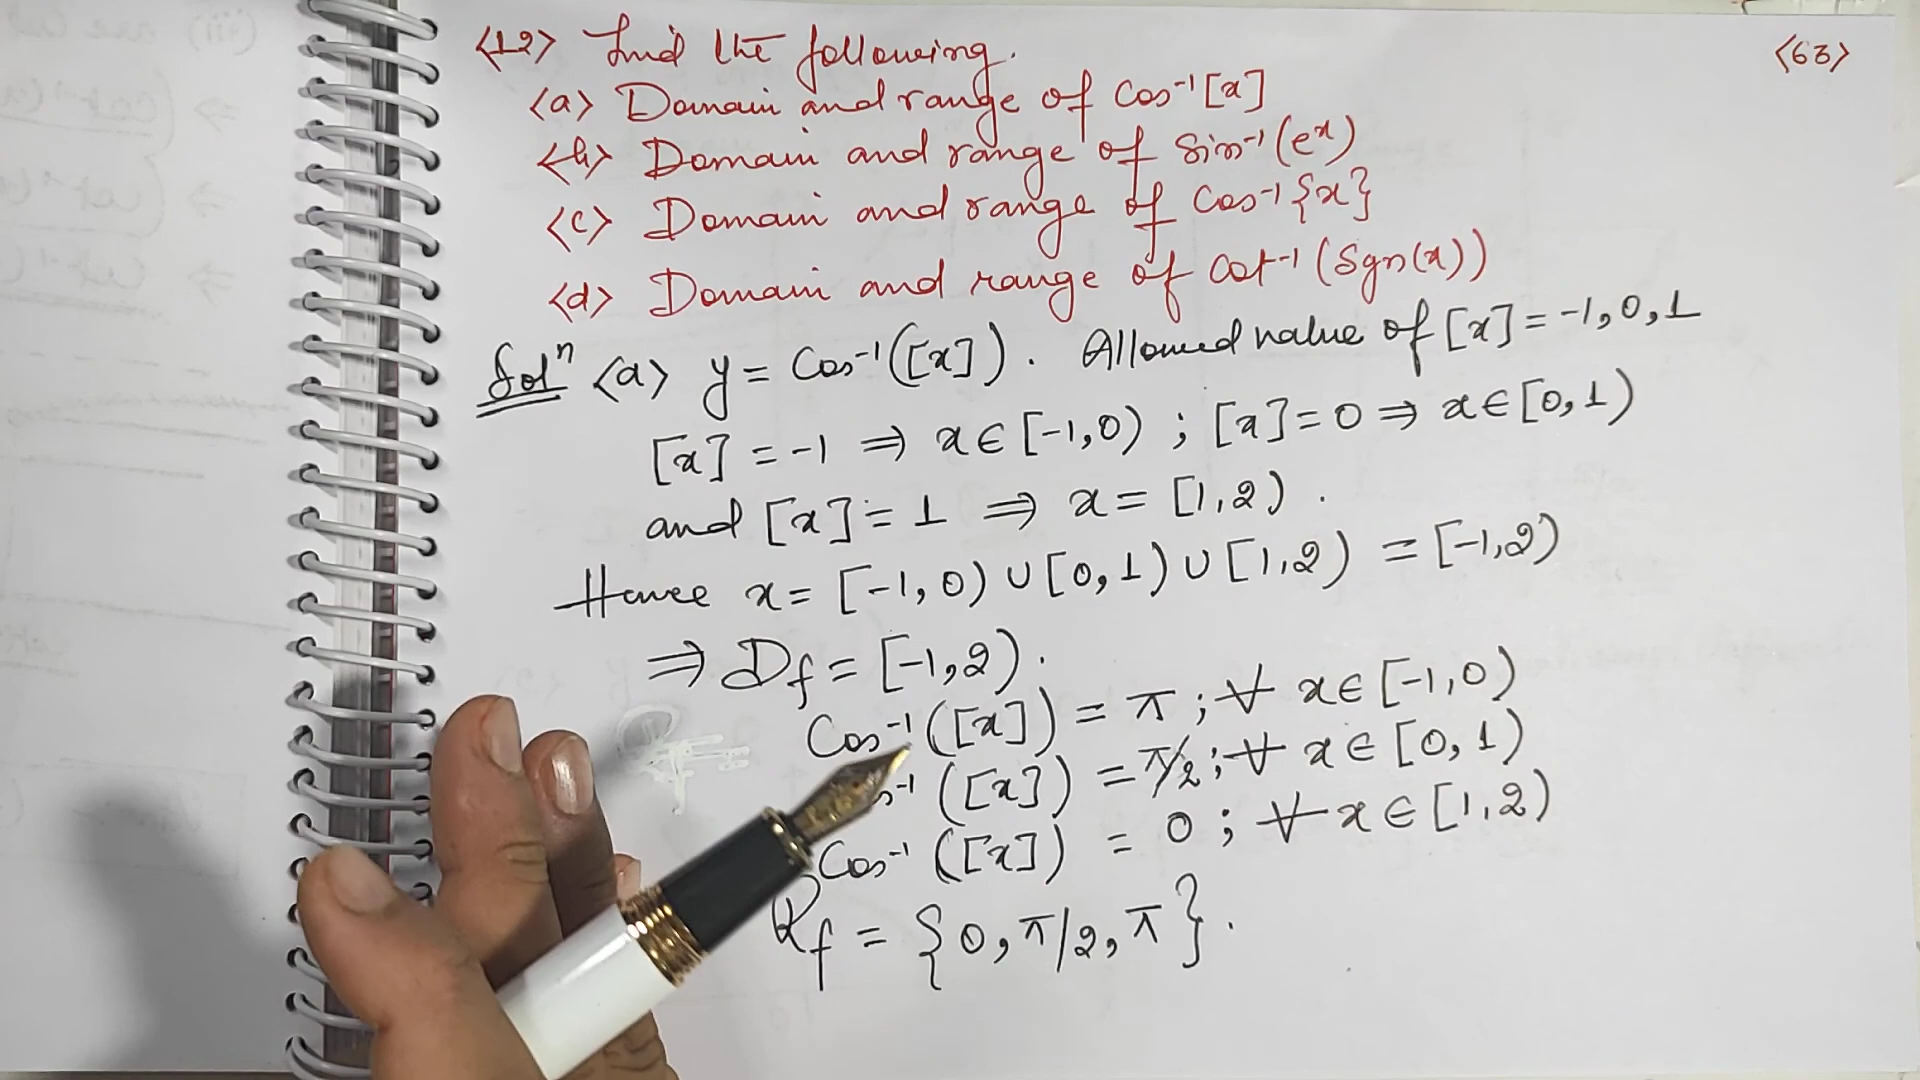 <12> Find the following. <63>
<a> Domain and range of Cos⁻¹[x]
<b> Domain and range of Sin⁻¹(eˣ)
<c> Domain and range of Cos⁻¹{x}
<d> Domain and range of Cot⁻¹(Sgn(x))
Solⁿ <a> y = Cos⁻¹([x]). Allowed value of [x] = -1, 0, 1
[x] = -1 ⇒ x ∈ [-1, 0) ; [x] = 0 ⇒ x ∈ [0, 1)
and [x] = 1 ⇒ x = [1, 2).
Hence x = [-1, 0) ∪ [0, 1) ∪ [1, 2) = [-1, 2)
⇒ D_f = [-1, 2).
Cos⁻¹([x]) = π ; ∀ x ∈ [-1, 0)
s⁻¹([x]) = π/2 ; ∀ x ∈ [0, 1)
Cos⁻¹([x]) = 0 ; ∀ x ∈ [1, 2)
R_f = {0, π/2, π}.